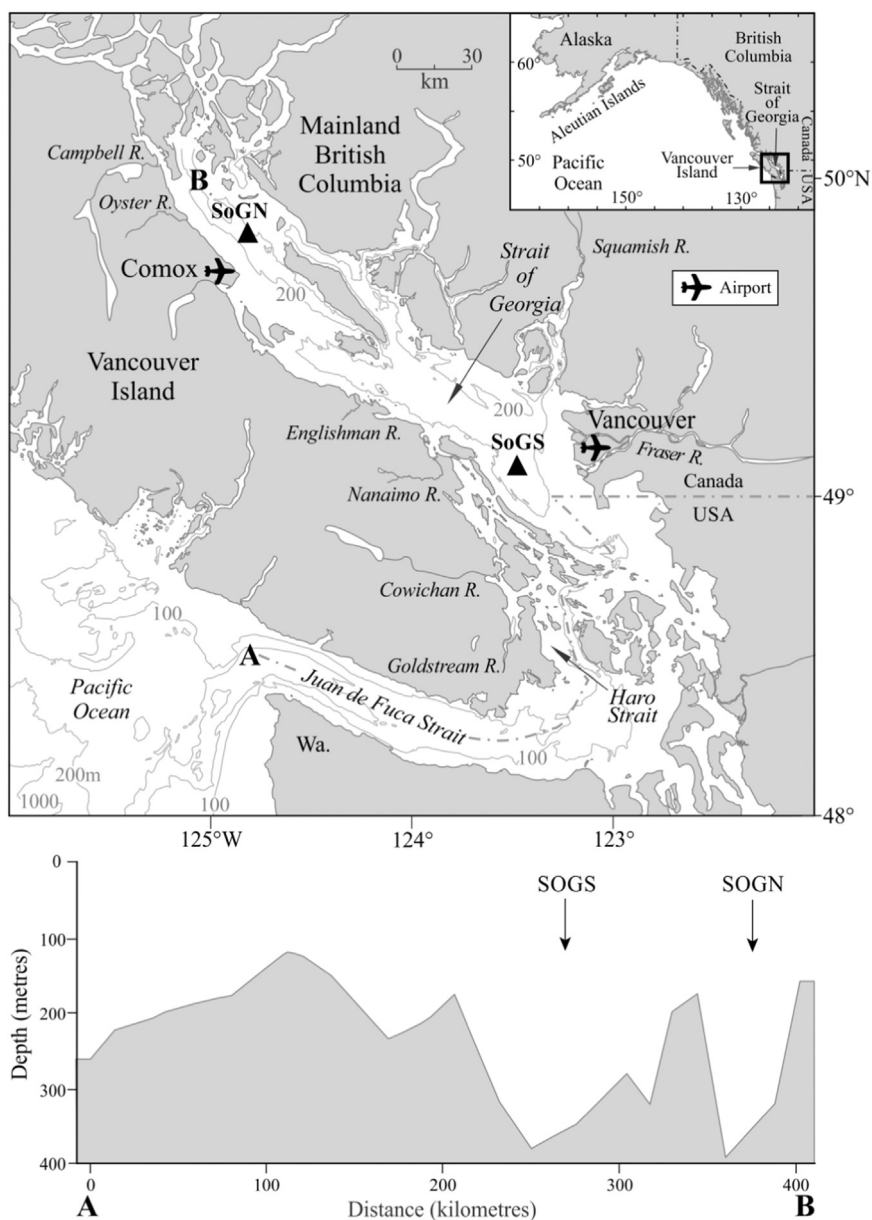 0 30
km
Alaska
British
Columbia
60°
Strait
of
Georgia
Aleutian Islands
Canada
USA
50°
Pacific
Ocean
Vancouver
Island
150°
130°
Mainland
British
Columbia
Campbell R.
B
50°N
Oyster R.
SoGN
Comox
Strait
of
Georgia
Squamish R.
Airport
200
Vancouver
Island
200
Englishman R.
Vancouver
SoGS
Fraser R.
Canada
Nanaimo R.
49°
USA
Cowichan R.
100
A
Goldstream R.
Pacific
Ocean
Juan de Fuca Strait
Haro
Strait
Wa.
100
200m
1000
100
48°
125°W
124°
123°
0
SOGS
SOGN
100
200
300
400
Depth (metres)
0
100
200
300
400
A
Distance (kilometres)
B